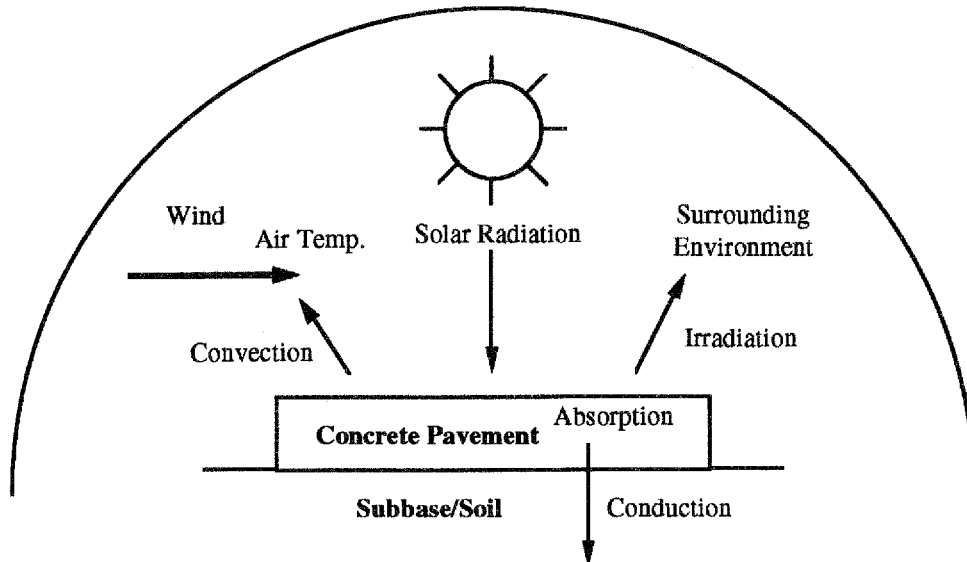 Wind
Air Temp.
Solar Radiation
Surrounding
Environment
Convection
Irradiation
Absorption
Concrete Pavement
Subbase/Soil
Conduction